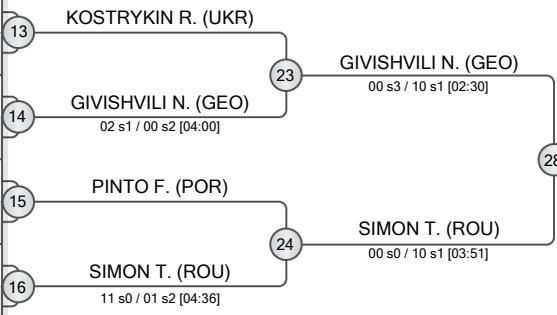 13
KOSTRYKIN R. (UKR)
23
GIVISHVILI N. (GEO)
00 s3 / 10 s1 [02:30]
14
GIVISHVILI N. (GEO)
02 s1 / 00 s2 [04:00]
28
15
PINTO F. (POR)
24
SIMON T. (ROU)
00 s0 / 10 s1 [03:51]
16
SIMON T. (ROU)
11 s0 / 01 s2 [04:36]